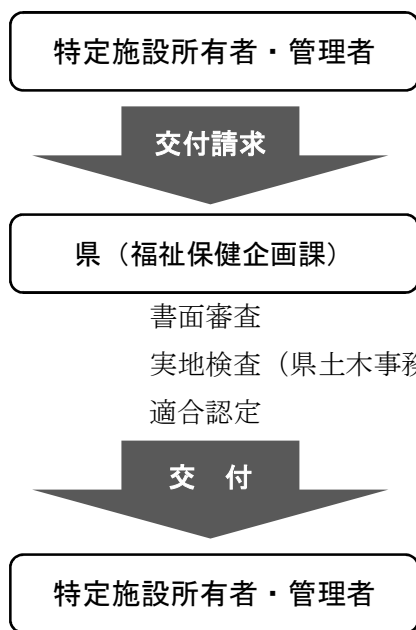 特定施設所有者・管理者
交付請求
県（福祉保健企画課）
書面審査
実地検査（県土木事務
適合認定
交　付
特定施設所有者・管理者